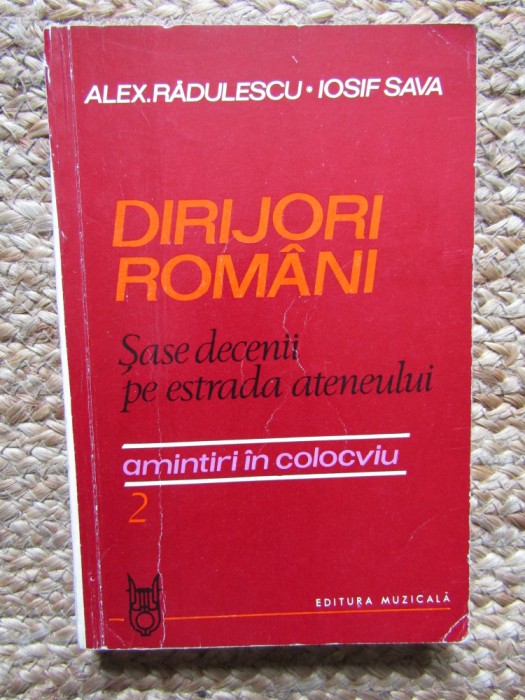 ALEX.RĂDULESCU • IOSIF SAVA
DIRIJORI
ROMÂNI
Șase decenii
pe estrada ateneului
amintiri în colocviu
2
EDITURA MUZICALĂ